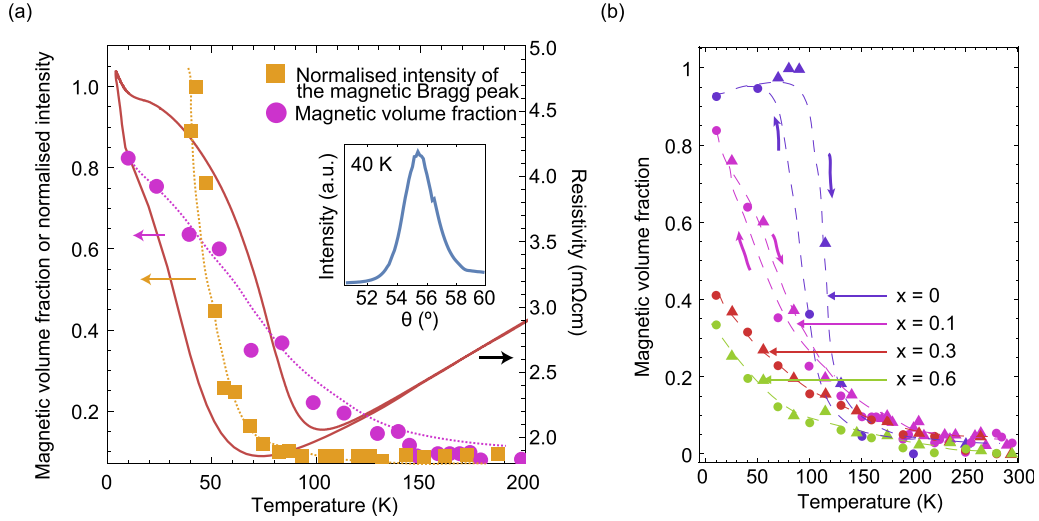 (a)
Magnetic volume fraction or normalised intensity
1.0
0.8
0.6
0.4
0.2
0
50
100
150
200
Temperature (K)
5.0
4.5
4.0
3.5
3.0
2.5
2.0
Resistivity (mΩcm)
Normalised intensity of
the magnetic Bragg peak
Magnetic volume fraction
40 K
Intensity (a.u.)
52
54
56
58
60
θ (º)
(b)
Magnetic volume fraction
1
0.8
0.6
0.4
0.2
0
0
50
100
150
200
250
300
Temperature (K)
x = 0
x = 0.1
x = 0.3
x = 0.6